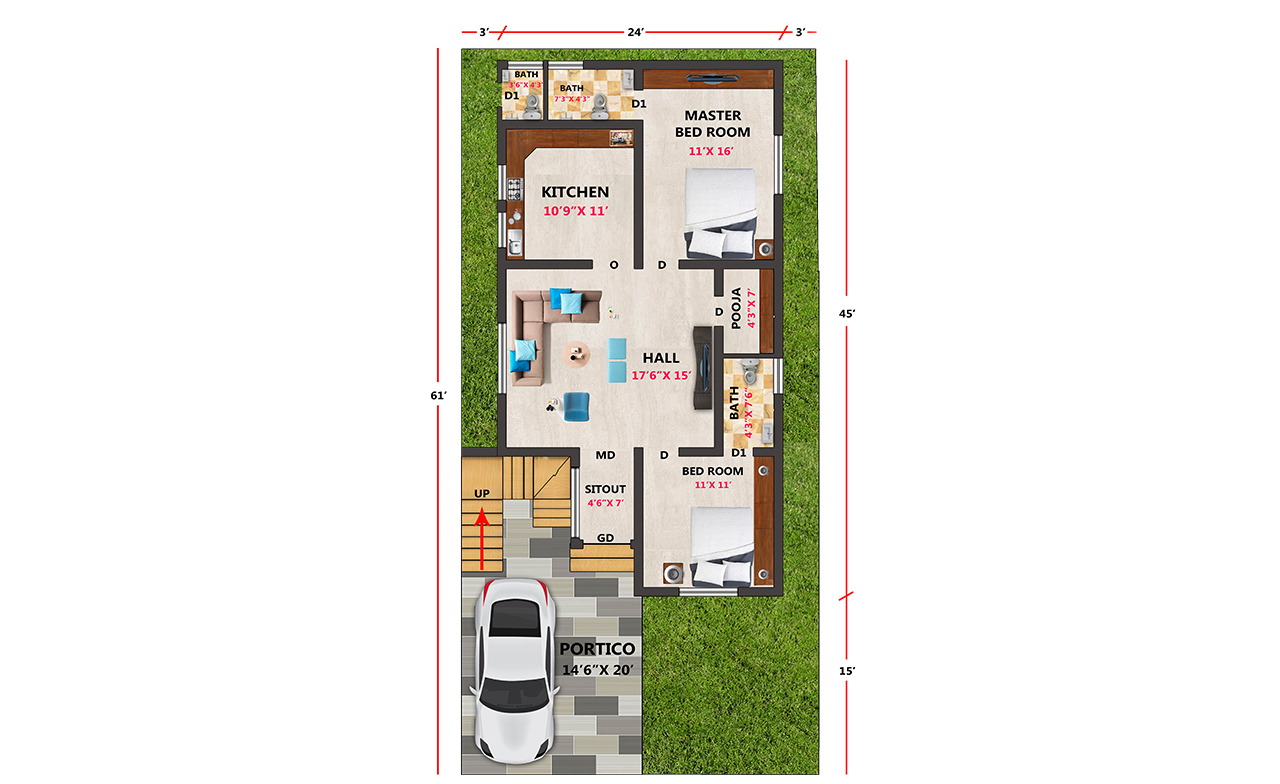 3’ 24’ 3’
BATH
3’6”X 4’3”
D1
BATH
7’3”X 4’3”
D1
MASTER
BED ROOM
11’X 16’
KITCHEN
10’9”X 11’
O D
POOJA
4’3”X 7’
D
45’
HALL
17’6”X 15’
61’
BATH
4’3”X 7’6”
MD D D1
BED ROOM
11’X 11’
UP
SITOUT
4’6”X 7’
GD
PORTICO
14’6”X 20’
15’